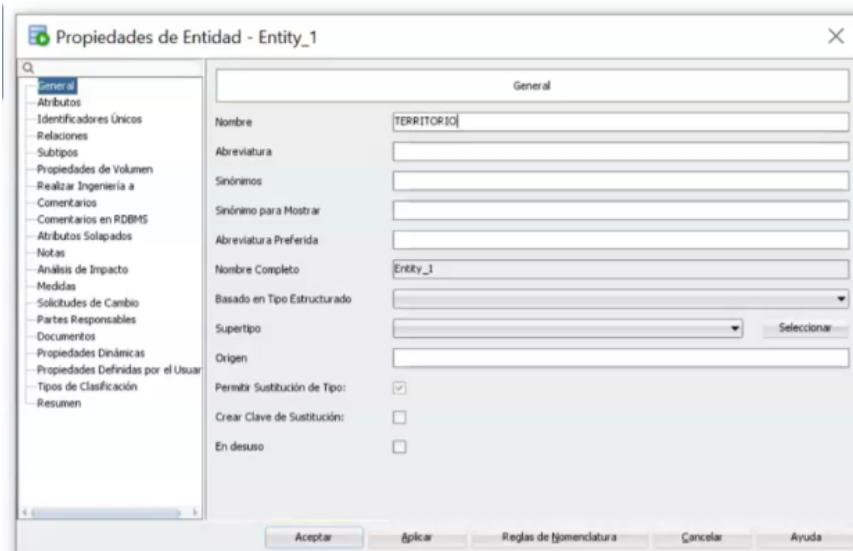 Propiedades de Entidad - Entity_1
General
Atributos
Identificadores Únicos
Relaciones
Subtipos
Propiedades de Volumen
Realizar Ingeniería a
Comentarios
Comentarios en RDBMS
Atributos Solapados
Notas
Análisis de Impacto
Medidas
Solicitudes de Cambio
Partes Responsables
Documentos
Propiedades Dinámicas
Propiedades Definidas por el Usuar
Tipos de Clasificación
Resumen
General
Nombre TERRITORIO
Abreviatura
Sinónimos
Sinónimo para Mostrar
Abreviatura Preferida
Nombre Completo Entity_1
Basado en Tipo Estructurado
Supertipo Seleccionar
Origen
Permitir Sustitución de Tipo:
Crear Clave de Sustitución:
En desuso
Aceptar Aplicar Reglas de Nomenclatura Cancelar Ayuda